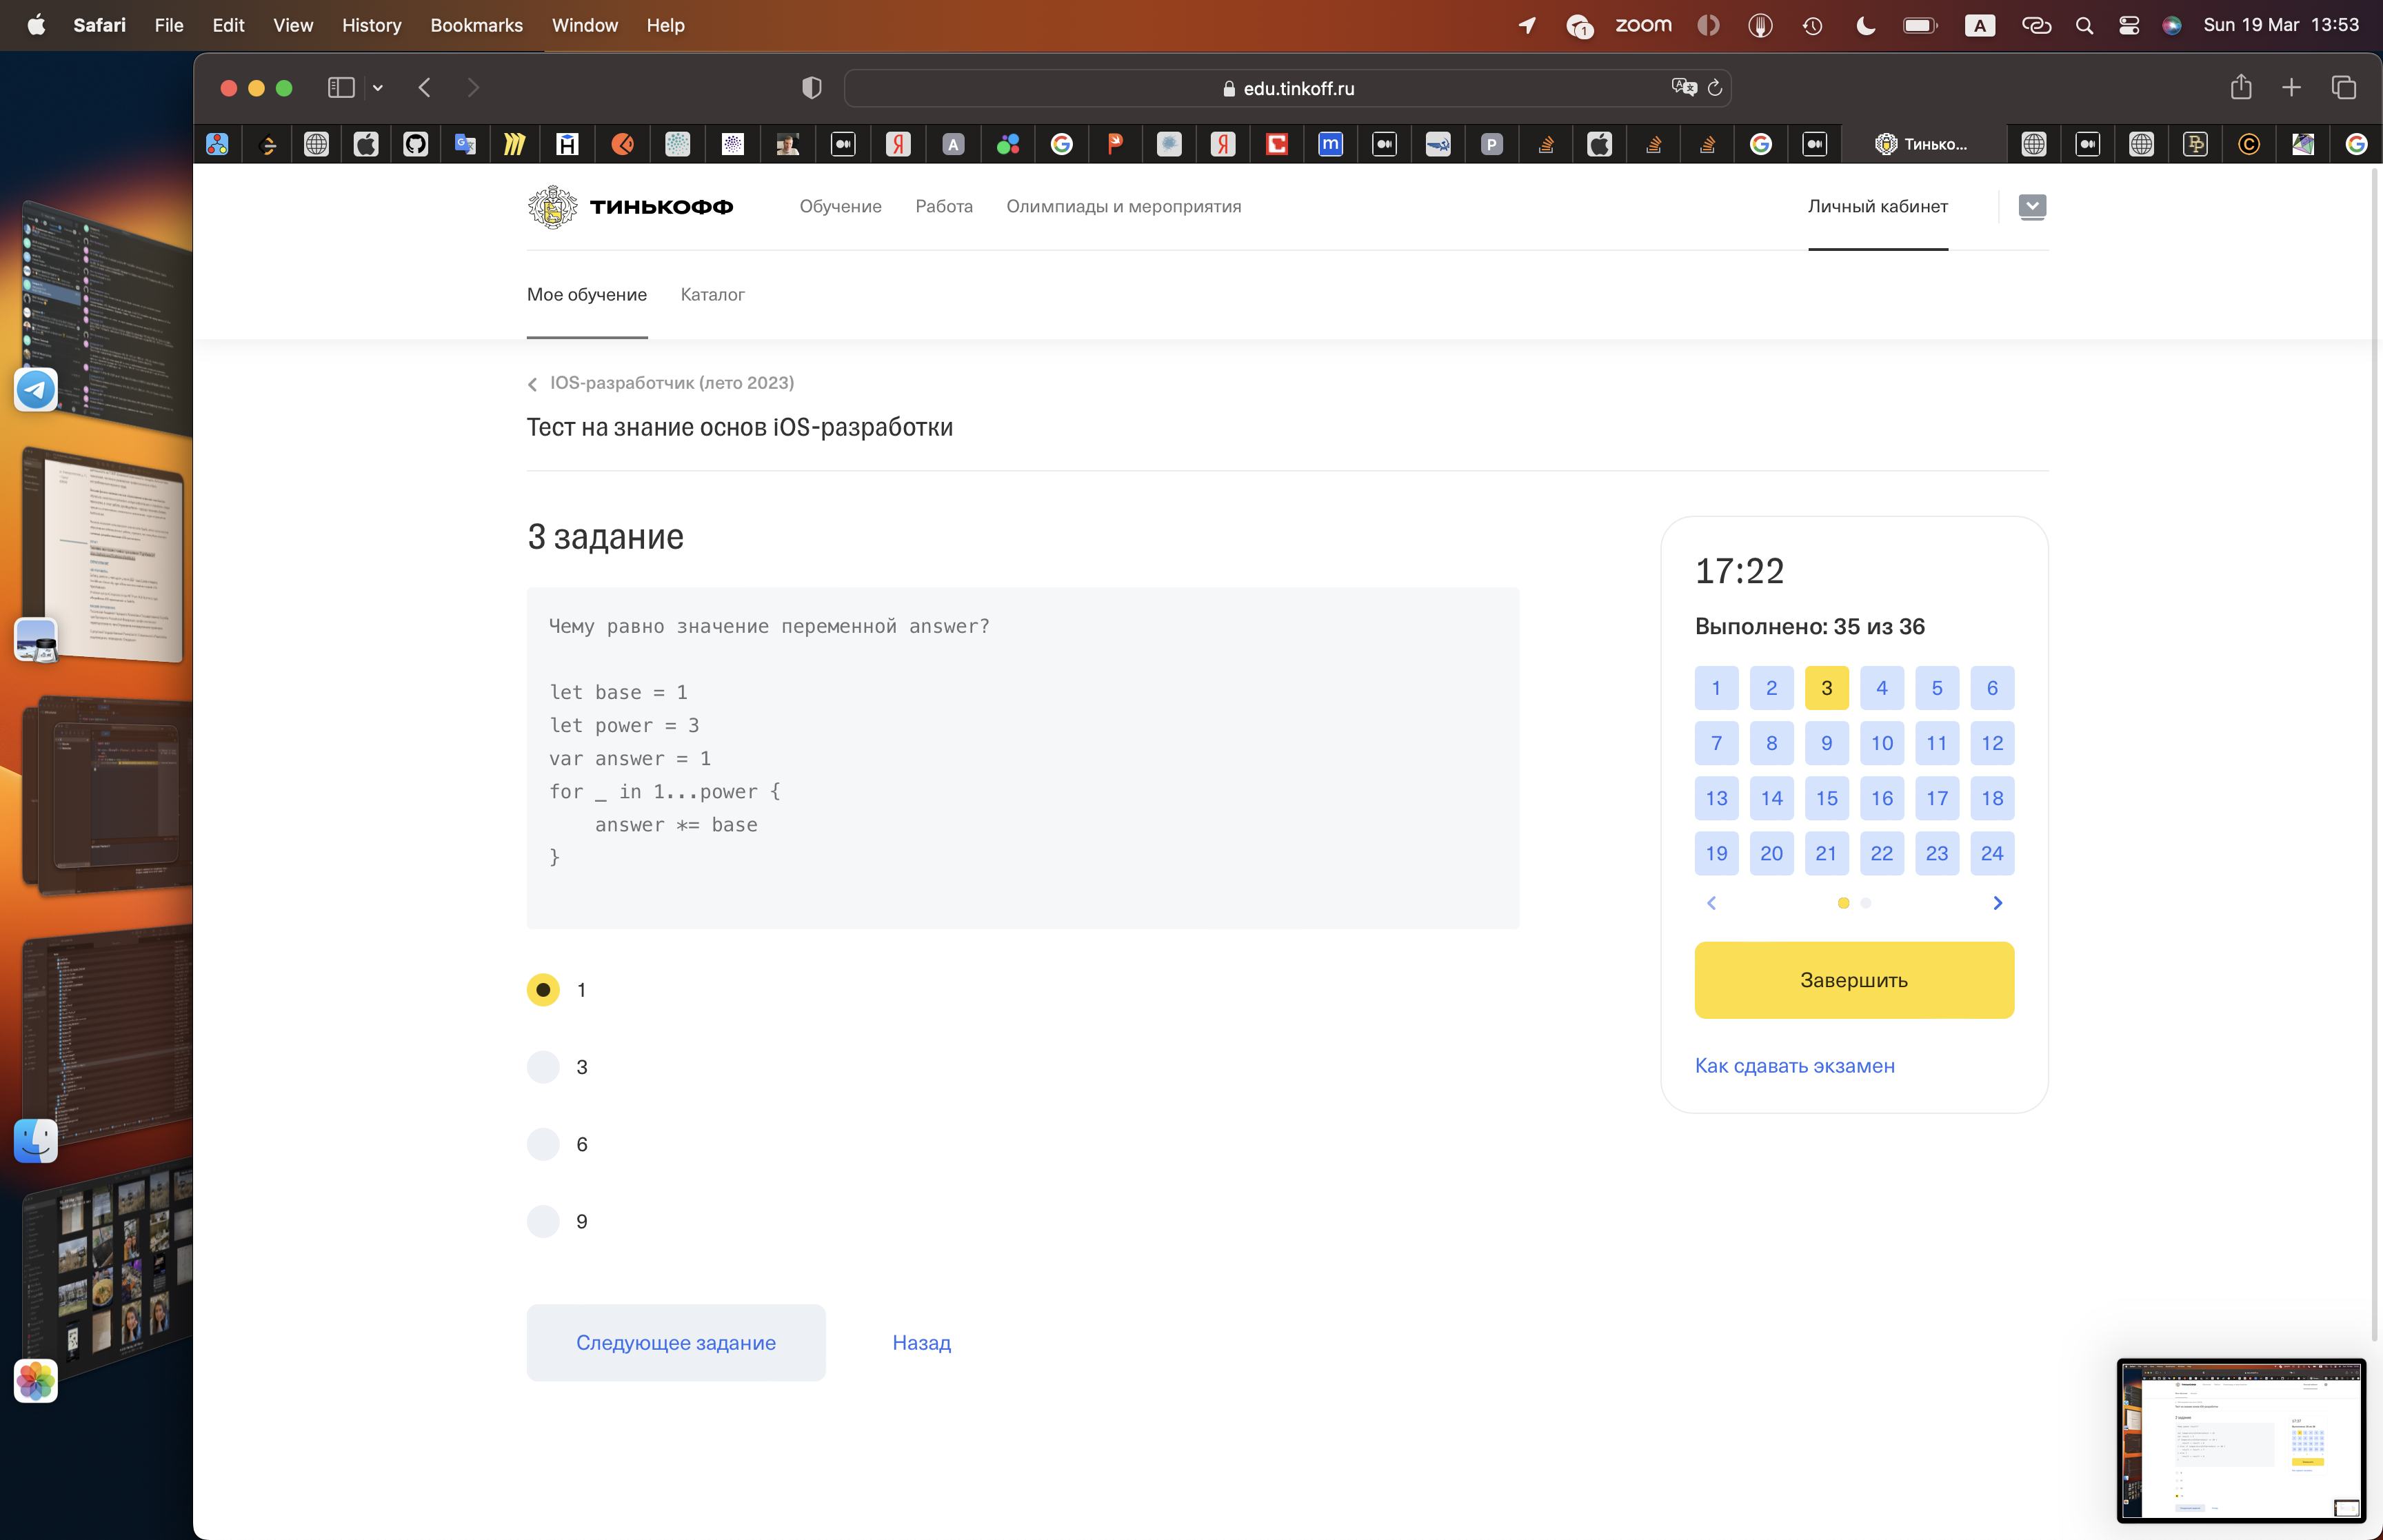 Safari File Edit View History Bookmarks Window Help
1 zoom A Sun 19 Mar 13:53
edu.tinkoff.ru
Тинько...
ТИНЬКОФФ Обучение Работа Олимпиады и мероприятия Личный кабинет
Мое обучение Каталог
IOS-разработчик (лето 2023)
Тест на знание основ iOS-разработки
3 задание
Чему равно значение переменной answer?
let base = 1
let power = 3
var answer = 1
for _ in 1...power {
answer *= base
}
1
3
6
9
Следующее задание Назад
17:22
Выполнено: 35 из 36
1 2 3 4 5 6
7 8 9 10 11 12
13 14 15 16 17 18
19 20 21 22 23 24
Завершить
Как сдавать экзамен